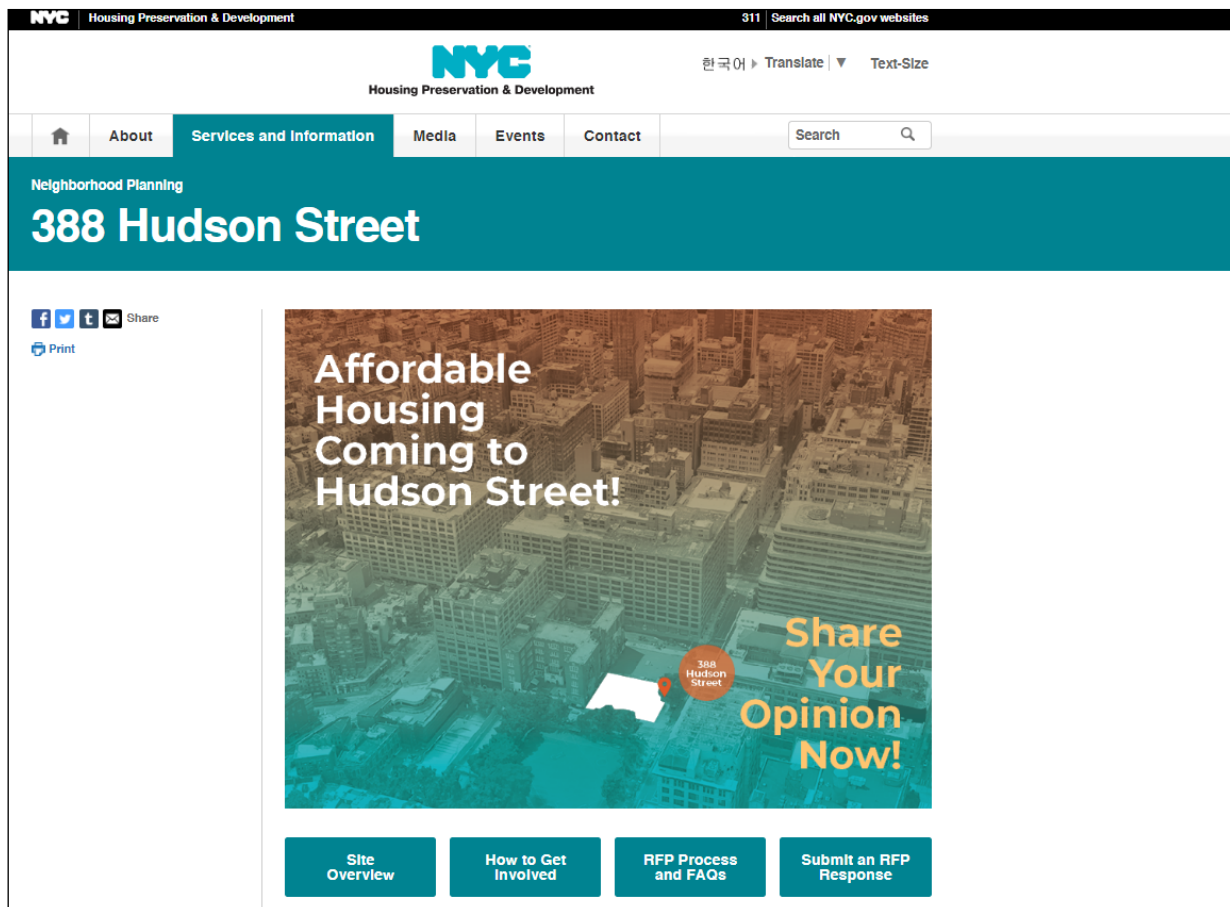 NYC Housing Preservation & Development 311 Search all NYC.gov websites
NYC
Housing Preservation & Development
한국어 Translate ▼ Text-Size
About Services and Information Media Events Contact Search
Neighborhood Planning
388 Hudson Street
f t Share
Print
Affordable
Housing
Coming to
Hudson Street!
388
Hudson
Street
Share
Your
Opinion
Now!
Site
Overview
How to Get
Involved
RFP Process
and FAQs
Submit an RFP
Response